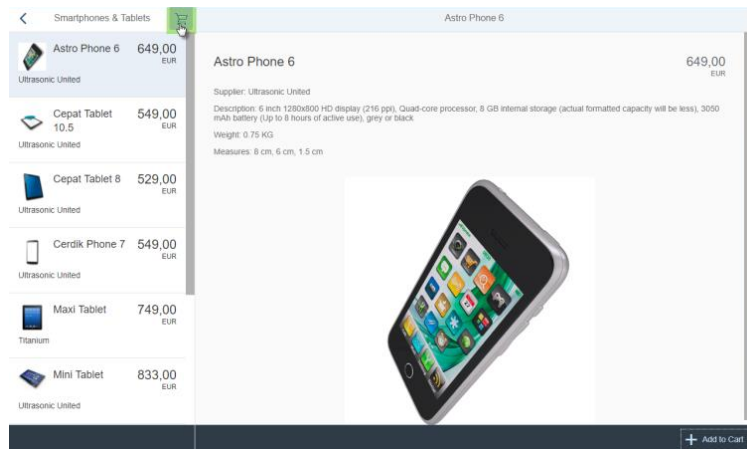 Smartphones & Tablets
Astro Phone 6
Astro Phone 6
649,00
EUR
Ultrasonic United
Cepat Tablet
10.5
549,00
EUR
Ultrasonic United
Cepat Tablet 8
529,00
EUR
Ultrasonic United
Cerdik Phone 7
549,00
EUR
Ultrasonic United
Maxi Tablet
749,00
EUR
Titanium
Mini Tablet
833,00
EUR
Ultrasonic United
Astro Phone 6
649,00
EUR
Supplier: Ultrasonic United
Description: 6 inch 1280x800 HD display (216 ppi), Quad-core processor, 8 GB internal storage (actual formatted capacity will be less), 3050
mAh battery (Up to 8 hours of active use), grey or black
Weight: 0.75 KG
Measures: 8 cm, 6 cm, 1.5 cm
Add to Cart